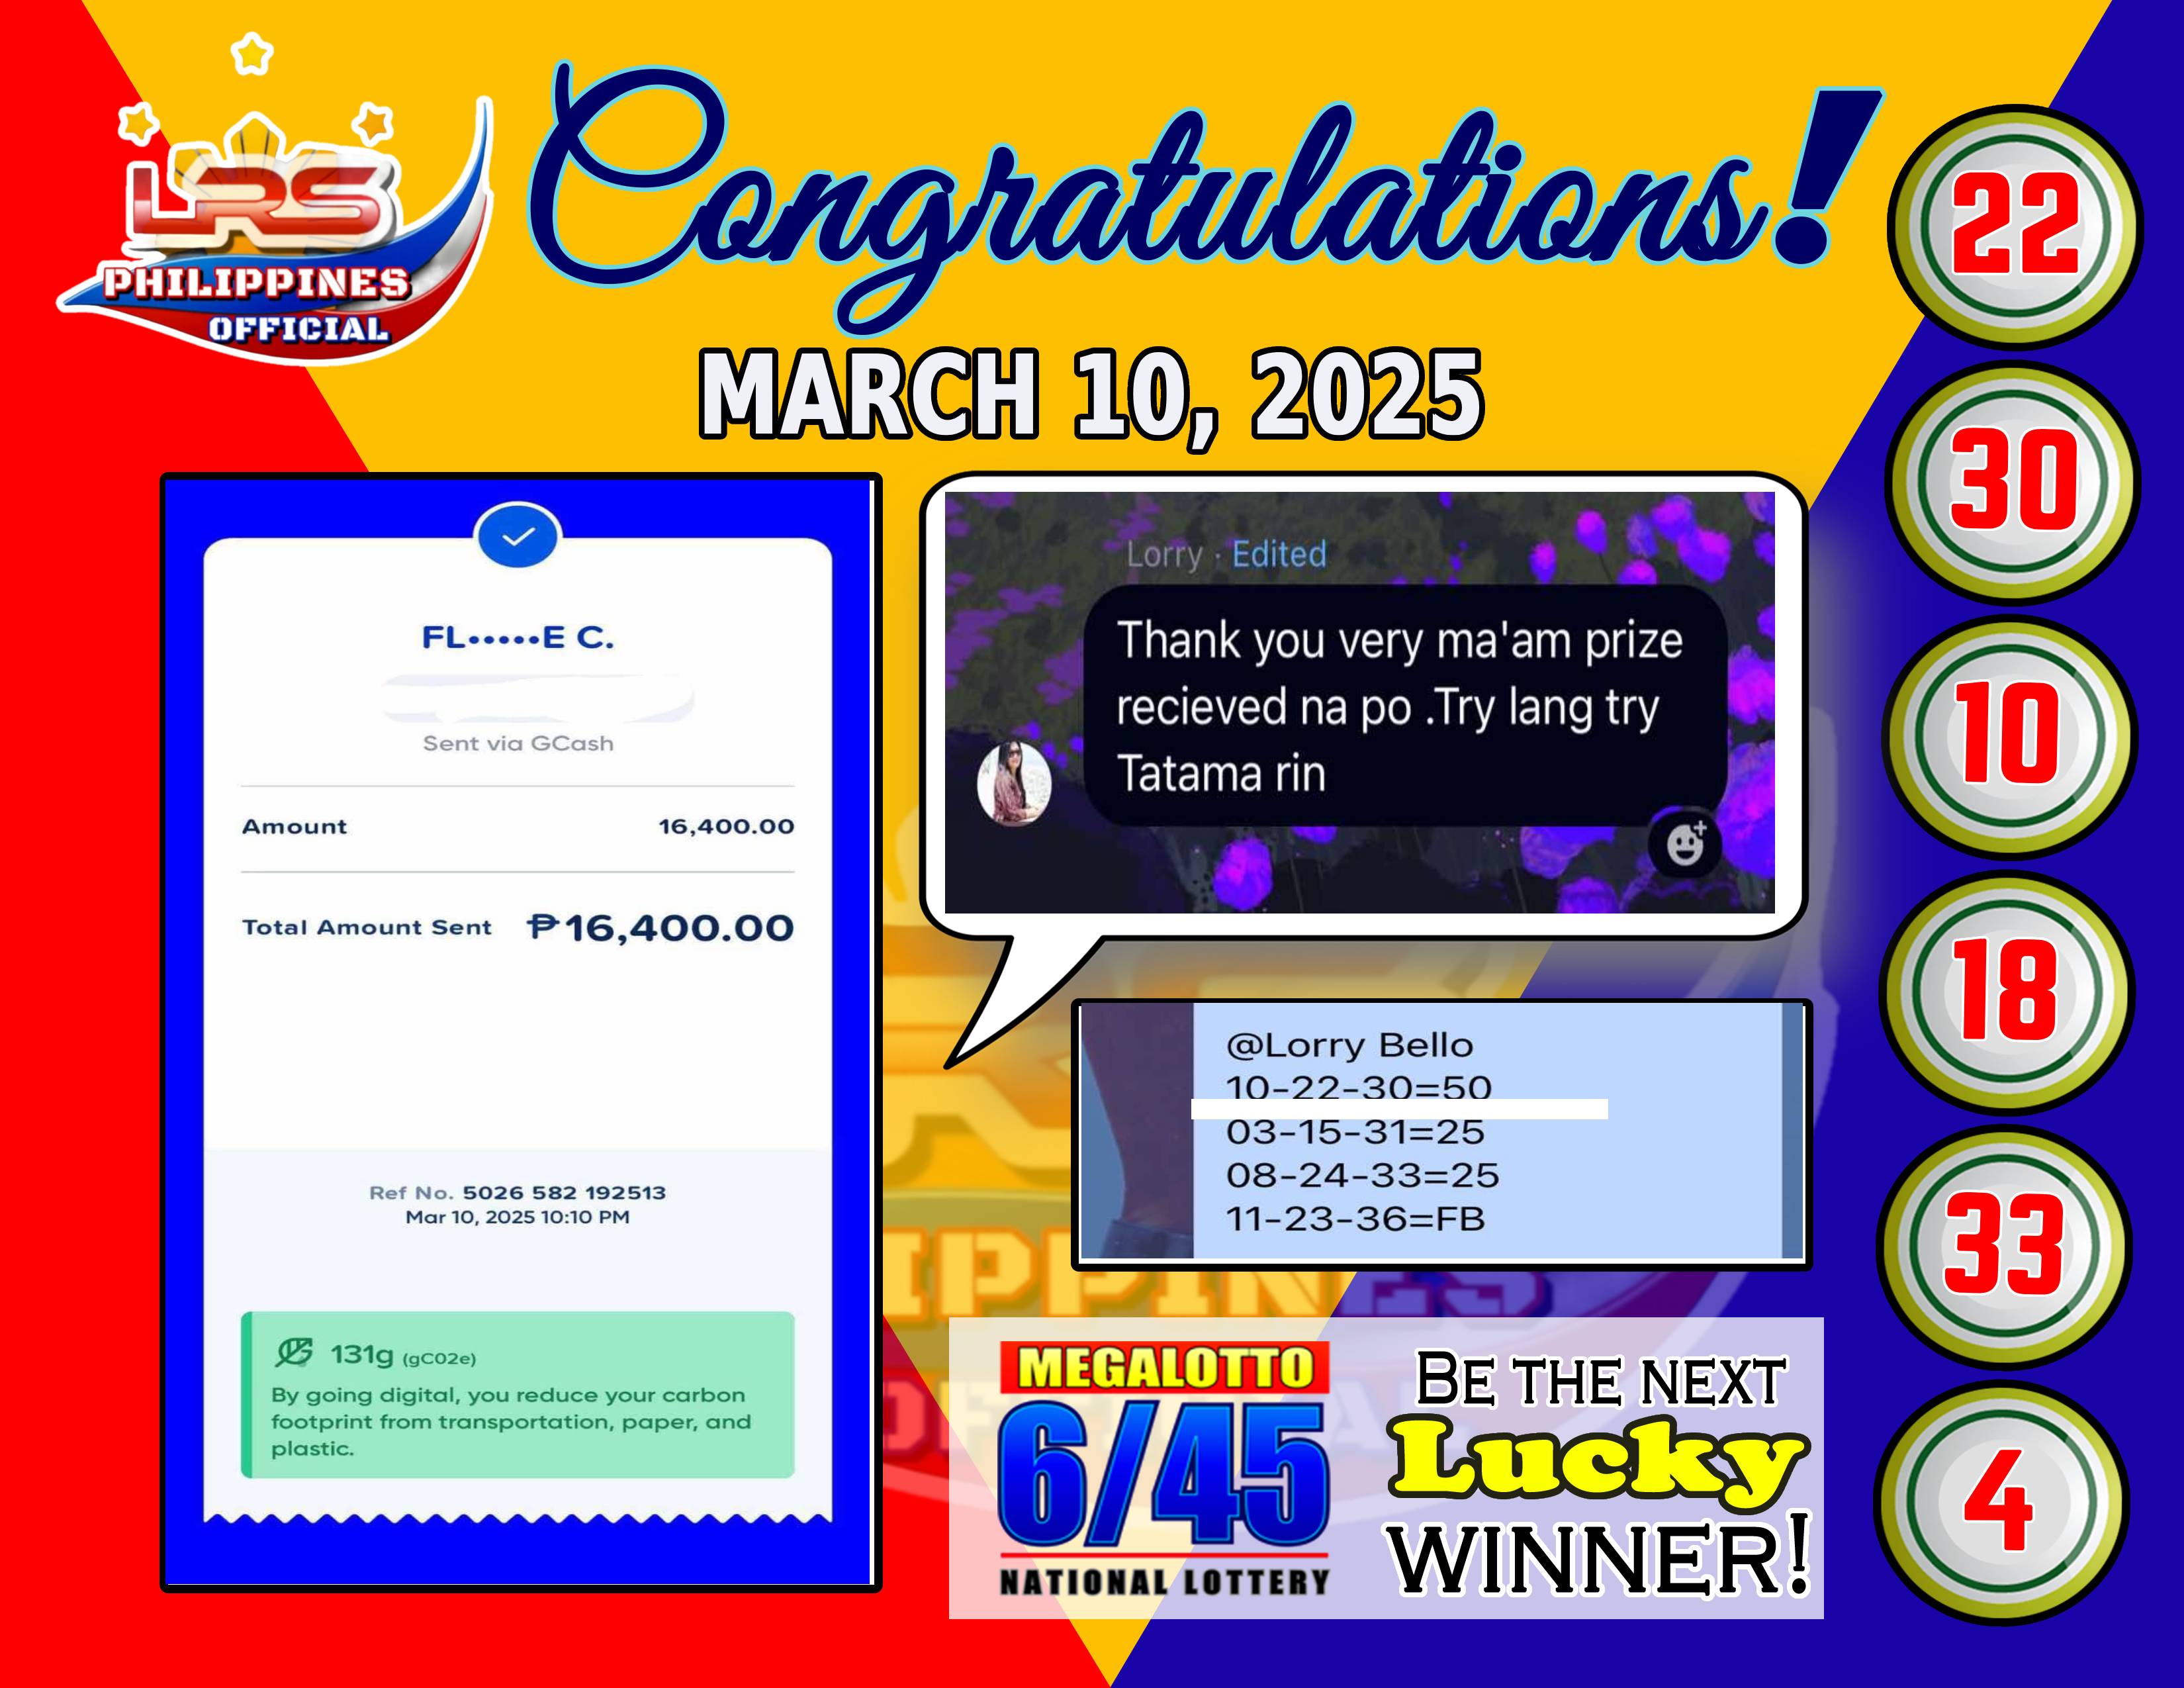 LRS
PHILIPPINES
OFFICIAL
Congratulations!
MARCH 10, 2025
FL•••••E C.
Sent via GCash
Amount 16,400.00
Total Amount Sent ₱16,400.00
Ref No. 5026 582 192513
Mar 10, 2025 10:10 PM
131g (gC02e)
By going digital, you reduce your carbon
footprint from transportation, paper, and
plastic.
Lorry · Edited
Thank you very ma'am prize
recieved na po .Try lang try
Tatama rin
@Lorry Bello
10-22-30=50
03-15-31=25
08-24-33=25
11-23-36=FB
MEGALOTTO
6/45
NATIONAL LOTTERY
BE THE NEXT
Lucky
WINNER!
22
30
10
18
33
4